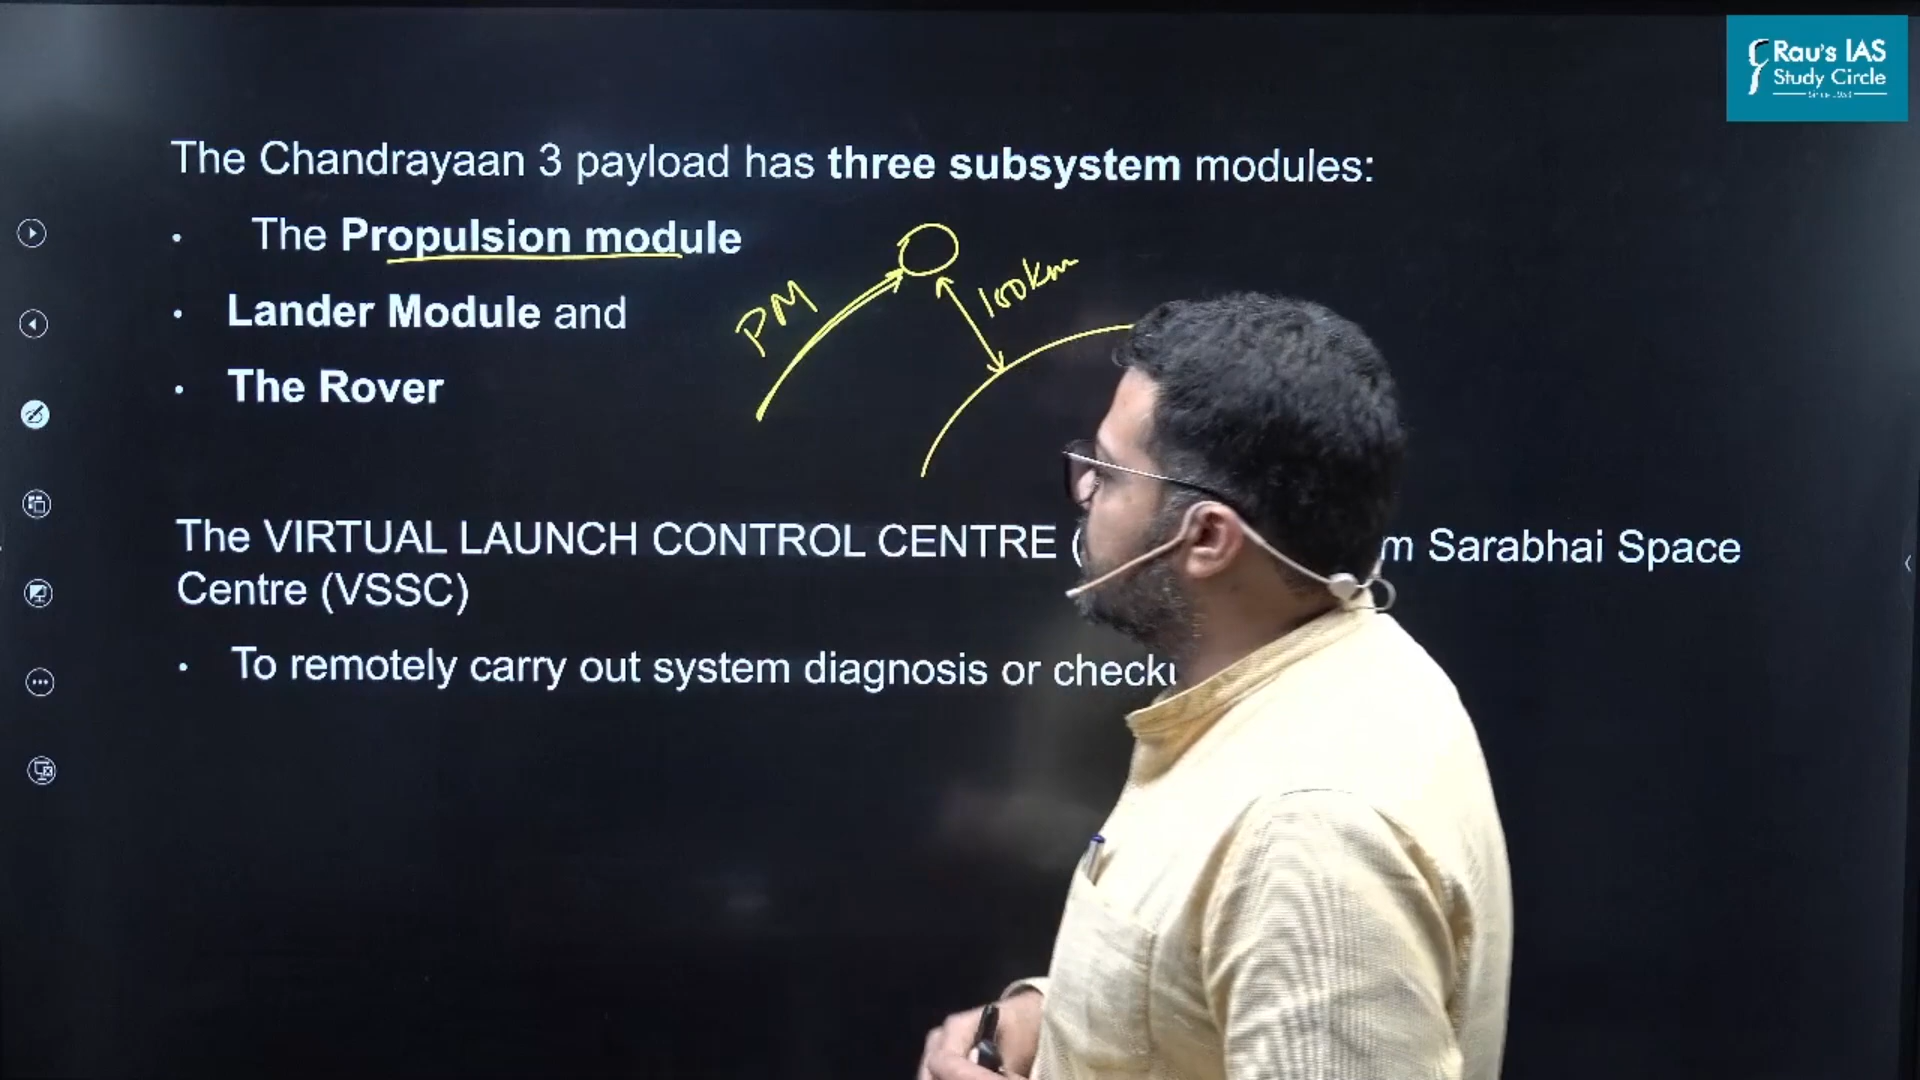 Rau's IAS
Study Circle
The Chandrayaan 3 payload has three subsystem modules:
• The Propulsion module
• Lander Module and
• The Rover
PM
100km
The VIRTUAL LAUNCH CONTROL CENTRE ( m Sarabhai Space
Centre (VSSC)
• To remotely carry out system diagnosis or